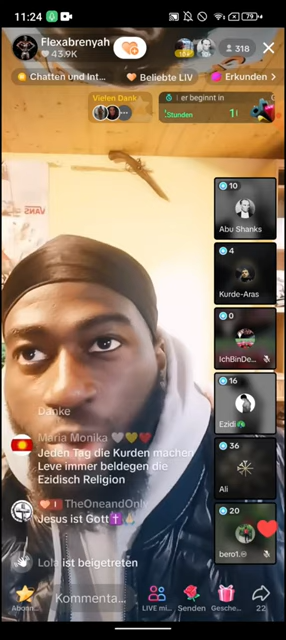 11:24
79
Flexabrenyah
43.9K
318
Chatten und Int...
Beliebte LIV
Erkunden >
Vielen Dank
er beginnt in
Stunden
1
VANS
10
Abu Shanks
4
Kurde-Aras
0
IchBinDe...
16
Ezidi
36
Ali
20
bero1.
Danke
Maria Monika
Jeden Tag die Kurden machen
Leve immer beldegen die
Ezidisch Religion
1 TheOneandOnly
Jesus ist Gott
ist beigetreten
Abonn...
Kommenta...
LIVE mi...
Senden
Gesche...
22